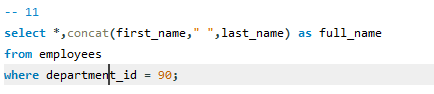 -- 11
select *,concat(first_name," ",last_name) as full_name
from employees
where department_id = 90;